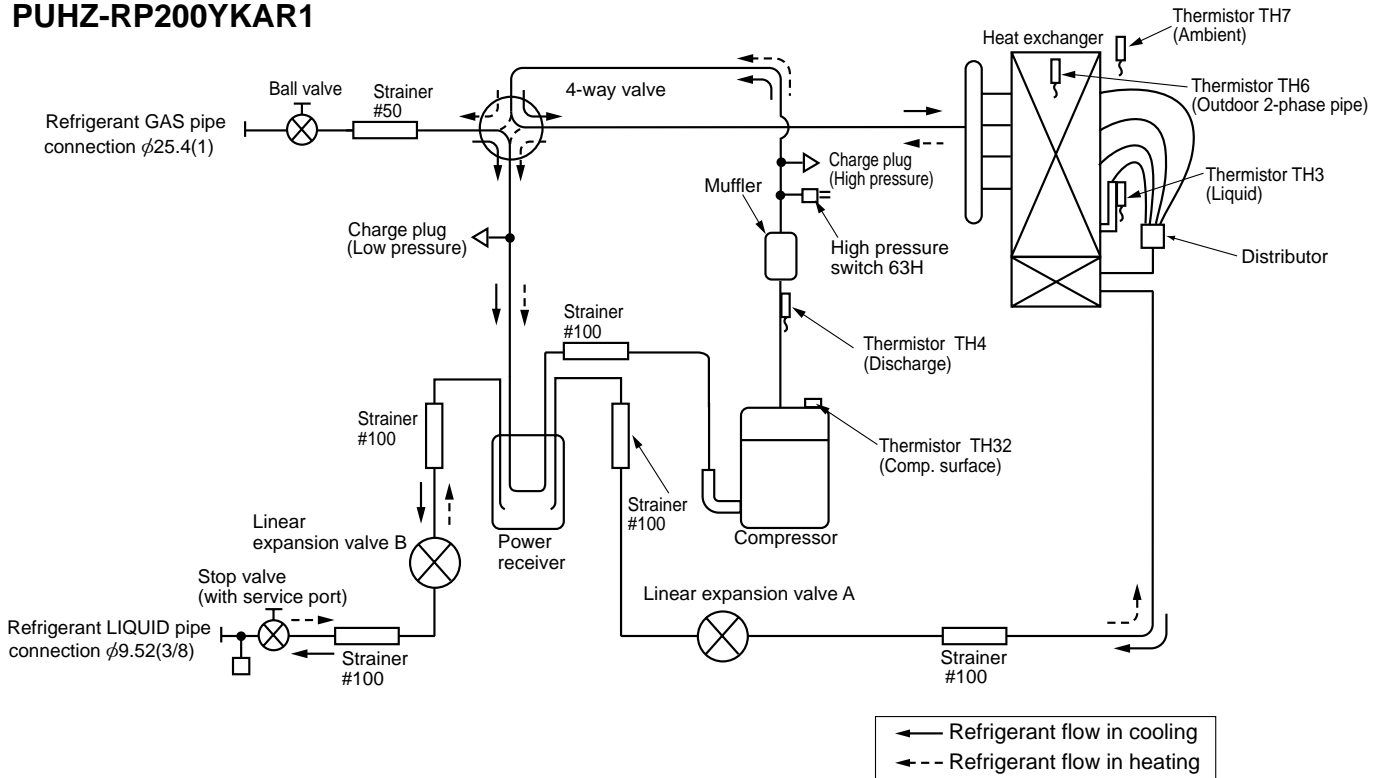 PUHZ-RP200YKAR1
Thermistor TH7
(Ambient)
Heat exchanger
Ball valve
Strainer
#50
4-way valve
Thermistor TH6
(Outdoor 2-phase pipe)
Refrigerant GAS pipe
connection ϕ25.4(1)
Charge plug
(High pressure)
Thermistor TH3
(Liquid)
Muffler
Charge plug
(Low pressure)
High pressure
switch 63H
Distributor
Strainer
#100
Thermistor TH4
(Discharge)
Strainer
#100
Thermistor TH32
(Comp. surface)
Strainer
#100
Linear
expansion valve B
Power
receiver
Compressor
Stop valve
(with service port)
Linear expansion valve A
Refrigerant LIQUID pipe
connection ϕ9.52(3/8)
Strainer
#100
Strainer
#100
Refrigerant flow in cooling
Refrigerant flow in heating